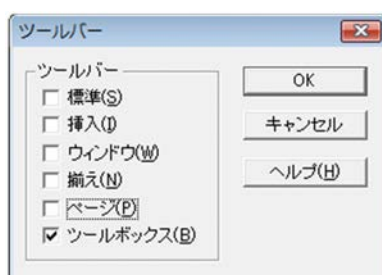 ツールバー
ツールバー
標準(S)
挿入(I)
ウィンドウ(W)
揃え(N)
ページ(P)
ツールボックス(B)
OK
キャンセル
ヘルプ(H)